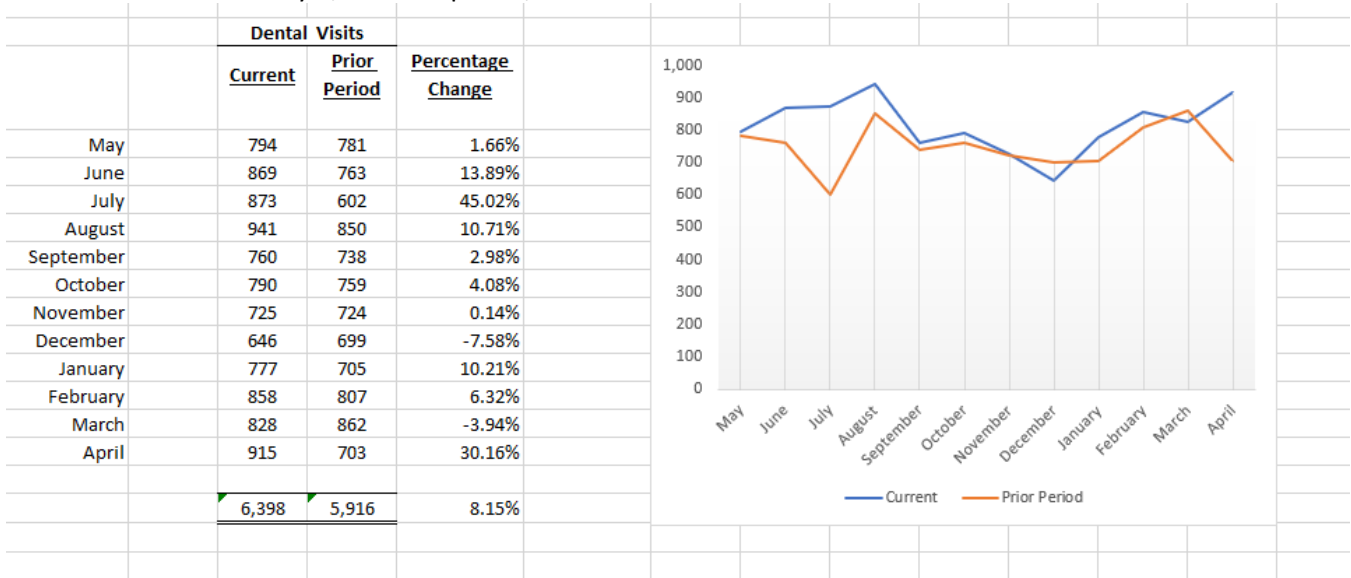 Dental Visits
Current Prior Period Percentage Change
May 794 781 1.66%
June 869 763 13.89%
July 873 602 45.02%
August 941 850 10.71%
September 760 738 2.98%
October 790 759 4.08%
November 725 724 0.14%
December 646 699 -7.58%
January 777 705 10.21%
February 858 807 6.32%
March 828 862 -3.94%
April 915 703 30.16%
6,398 5,916 8.15%
1,000
900
800
700
600
500
400
300
200
100
0
May June July August September October November December January February March April
Current Prior Period